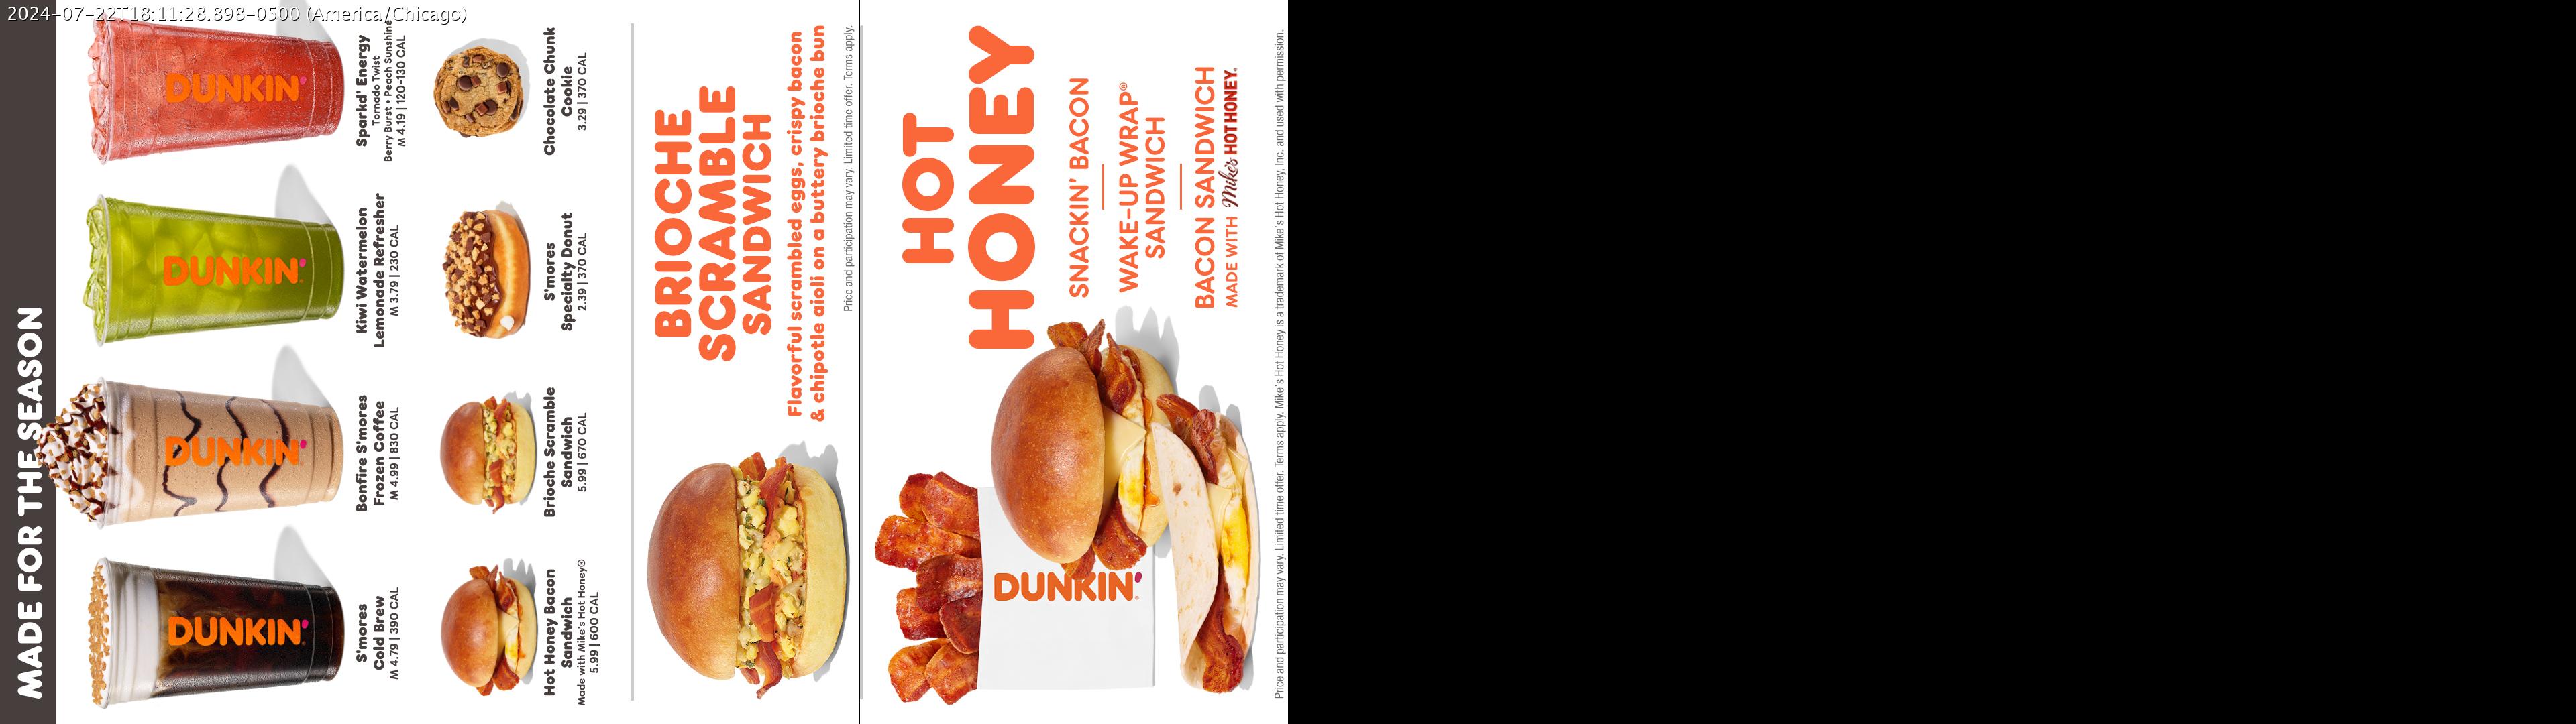 2024-07-22T18:11:28.898-0500 (America/Chicago)
MADE FOR THE SEASON
DUNKIN'
S'mores
Cold Brew
M 4.79 | 390 CAL
DUNKIN'
Bonfire S'mores
Frozen Coffee
M 4.99 | 830 CAL
DUNKIN'
Kiwi Watermelon
Lemonade Refresher
M 3.79 | 230 CAL
DUNKIN'
Sparkd' Energy
Tornado Twist
Berry Burst • Peach Sunshine
M 4.19 | 120-130 CAL
Hot Honey Bacon
Sandwich
Made with Mike's Hot Honey®
5.99 | 600 CAL
Brioche Scramble
Sandwich
5.99 | 670 CAL
S'mores
Specialty Donut
2.39 | 370 CAL
Chocolate Chunk
Cookie
3.29 | 370 CAL
BRIOCHE
SCRAMBLE
SANDWICH
Flavorful scrambled eggs, crispy bacon
& chipotle aioli on a buttery brioche bun
Price and participation may vary. Limited time offer. Terms apply.
HOT
HONEY
SNACKIN' BACON
WAKE-UP WRAP®
SANDWICH
BACON SANDWICH
MADE WITH Mike's HOT HONEY.
DUNKIN'
Price and participation may vary. Limited time offer. Terms apply. Mike's Hot Honey is a trademark of Mike's Hot Honey, Inc. and used with permission.